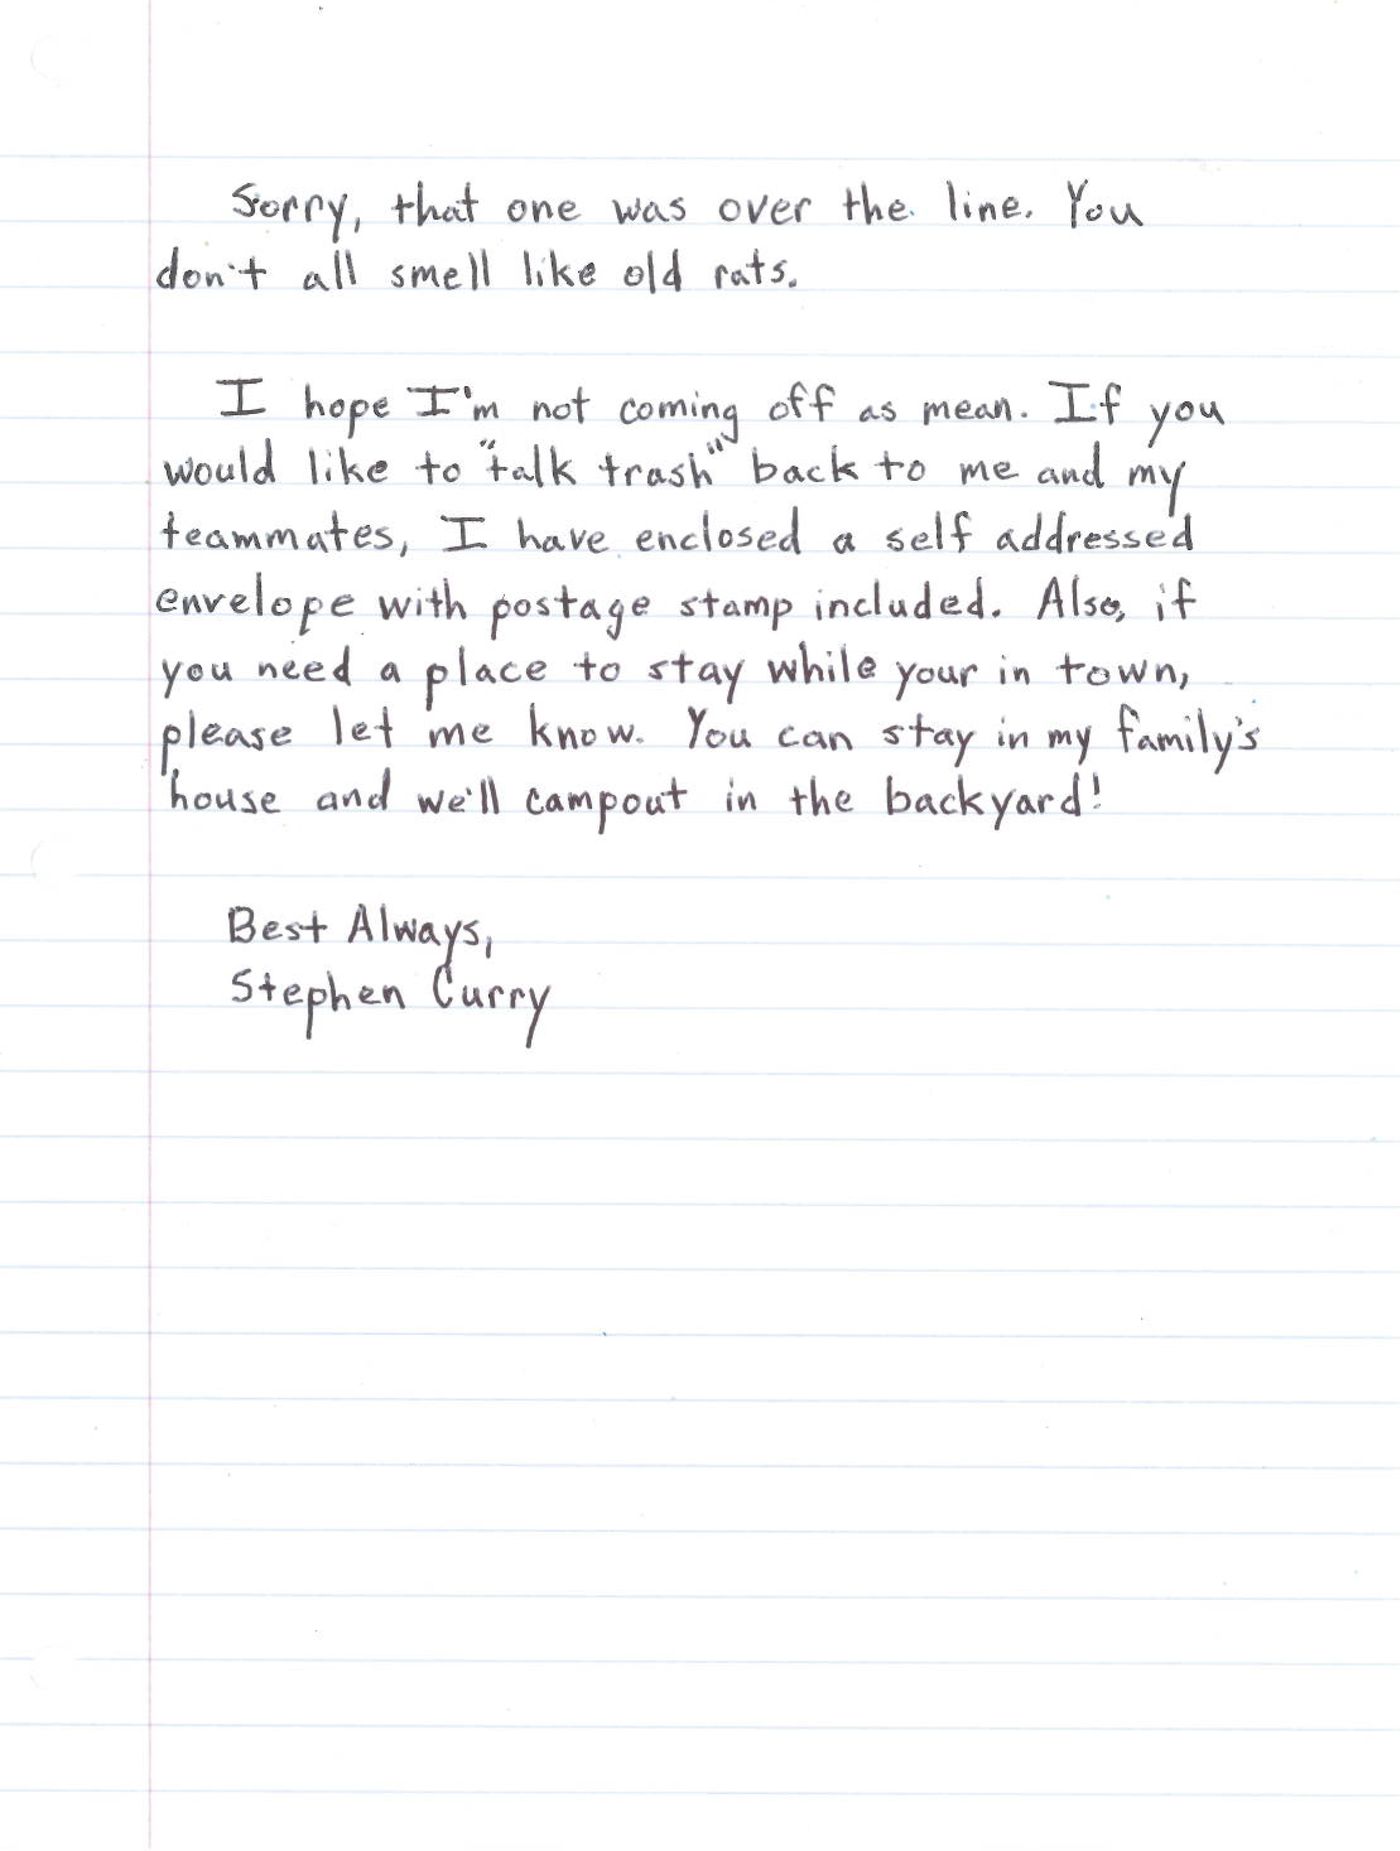 Sorry, that one was over the line. You
don't all smell like old rats.
I hope I'm not coming off as mean. If you
would like to "talk trash" back to me and my
teammates, I have enclosed a self addressed
envelope with postage stamp included. Also, if
you need a place to stay while your in town,
please let me know. You can stay in my family's
house and we'll campout in the backyard!
Best Always,
Stephen Curry